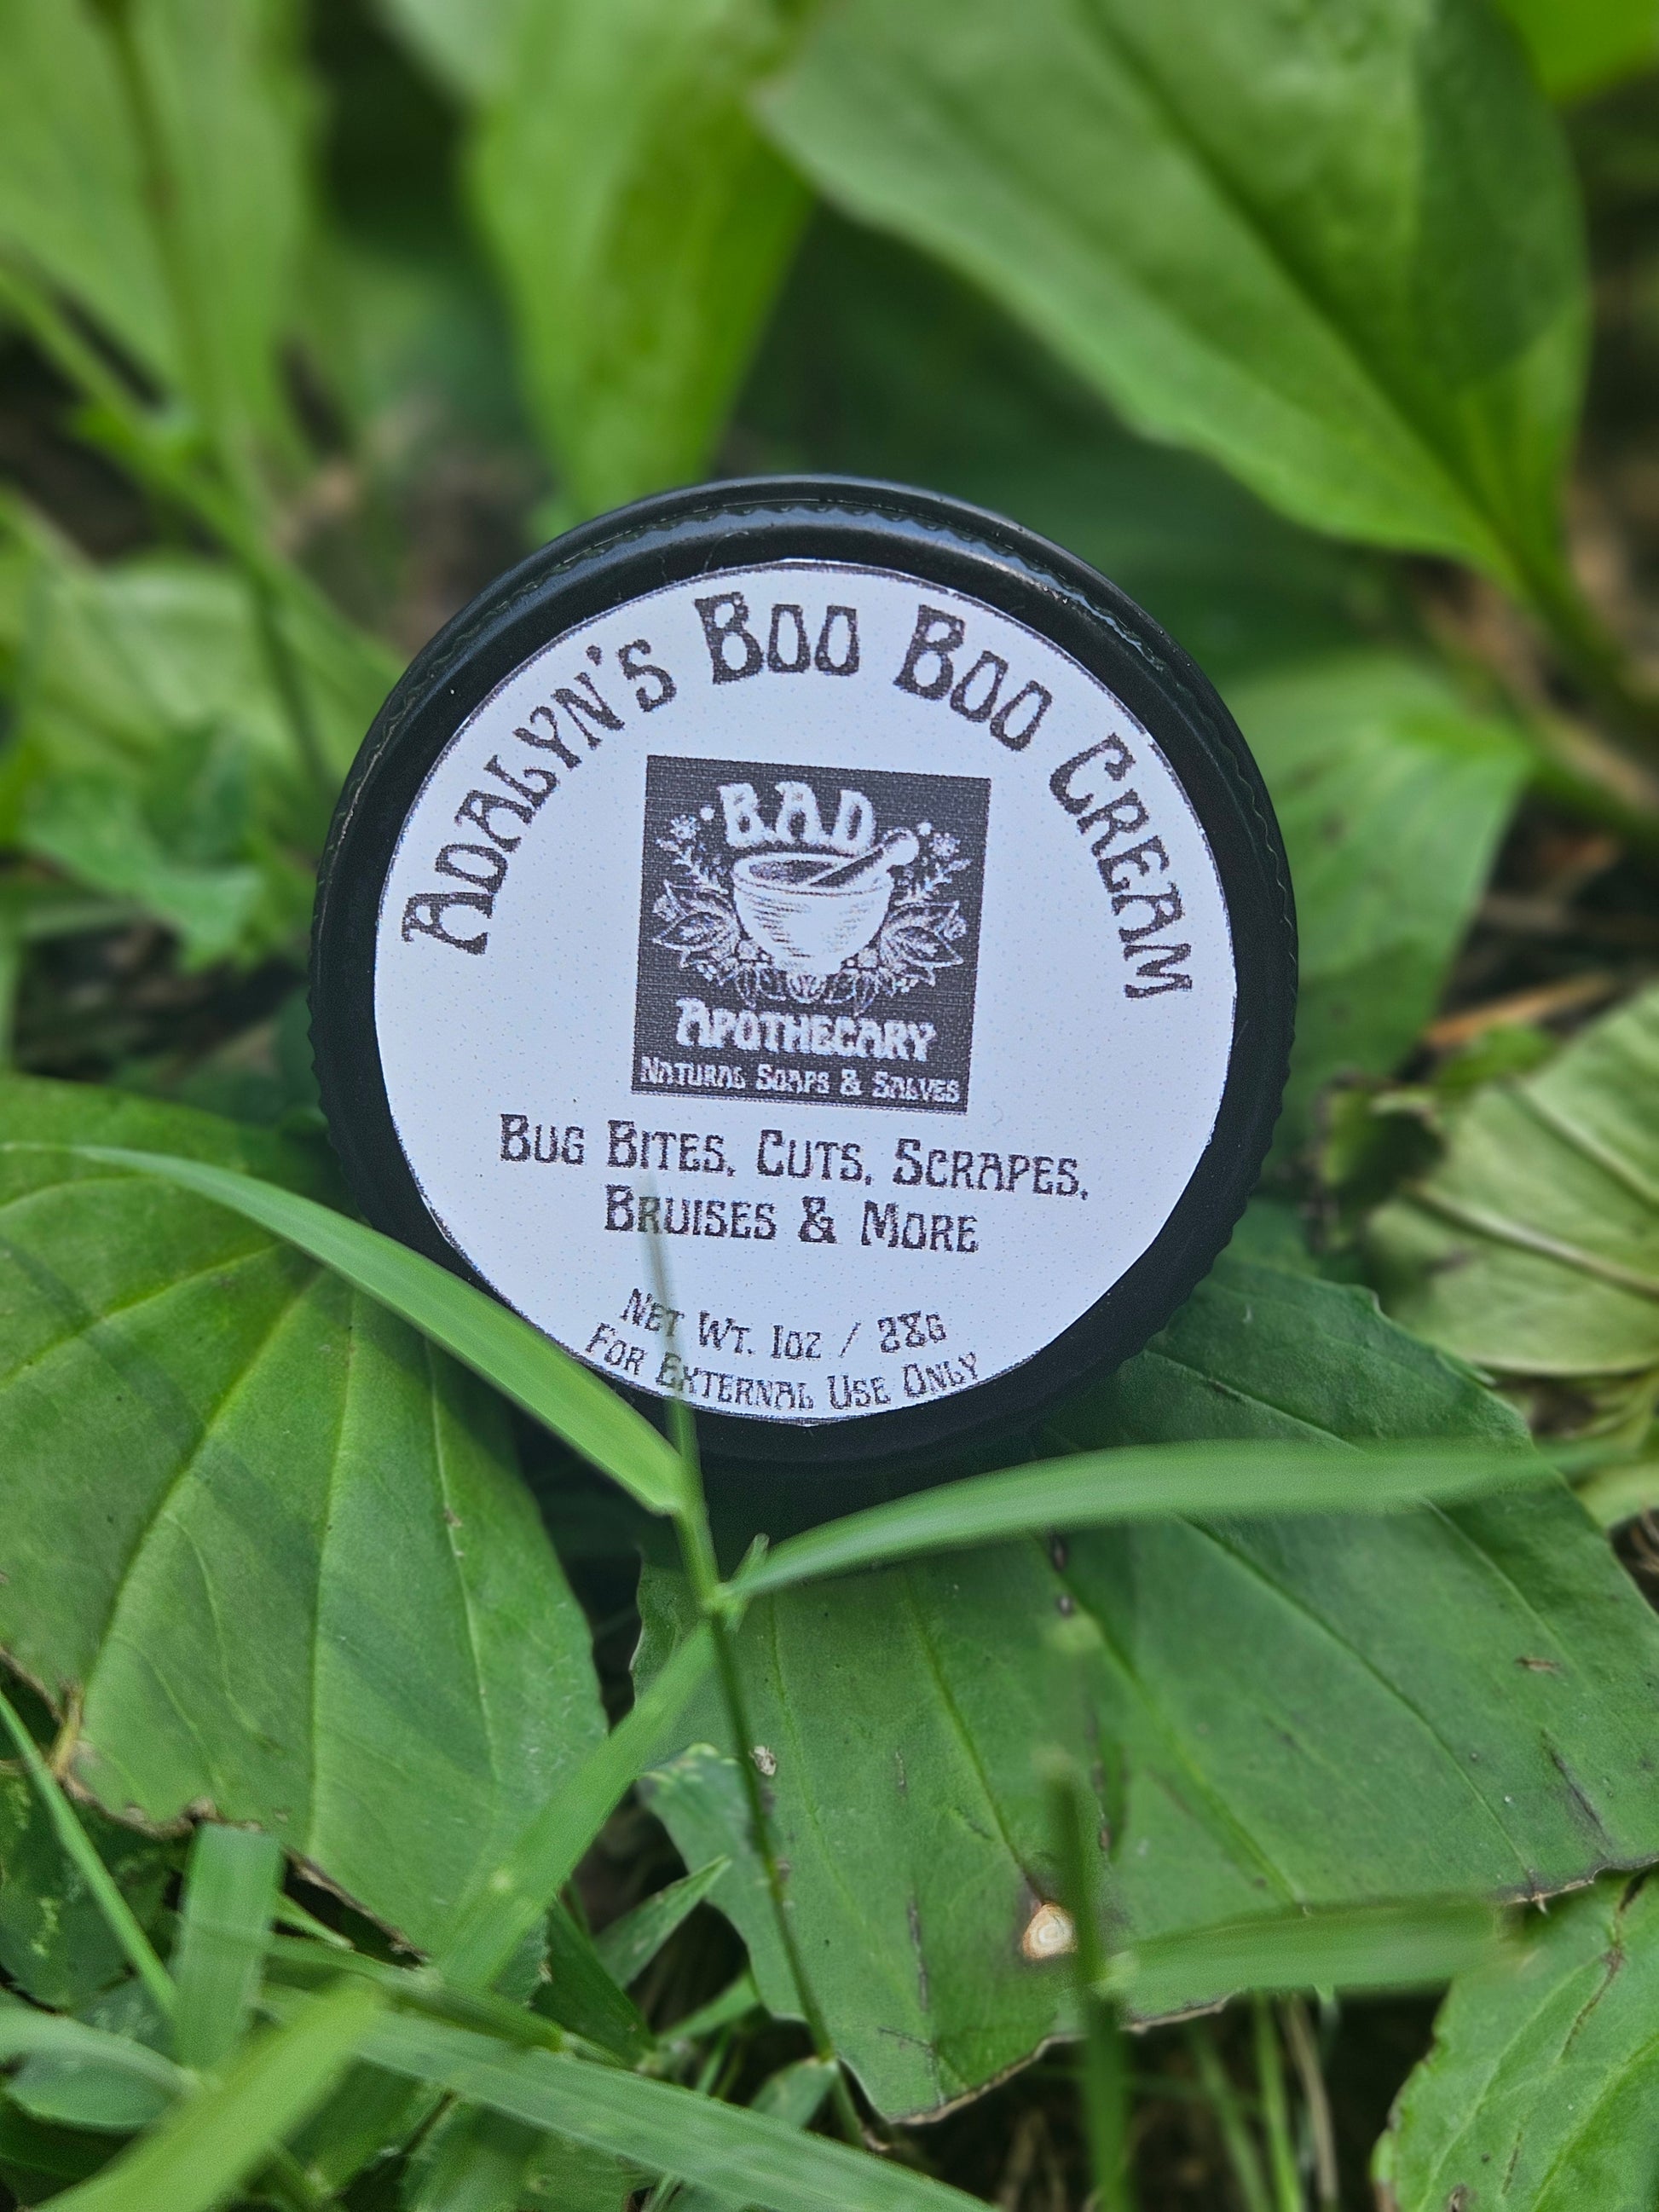 Adalyn's Boo Boo Cream
BAD
Apothecary
Natural Soaps & Salves
Bug Bites, Cuts, Scrapes,
Bruises & More
Net Wt. 1oz / 28g
For External Use Only